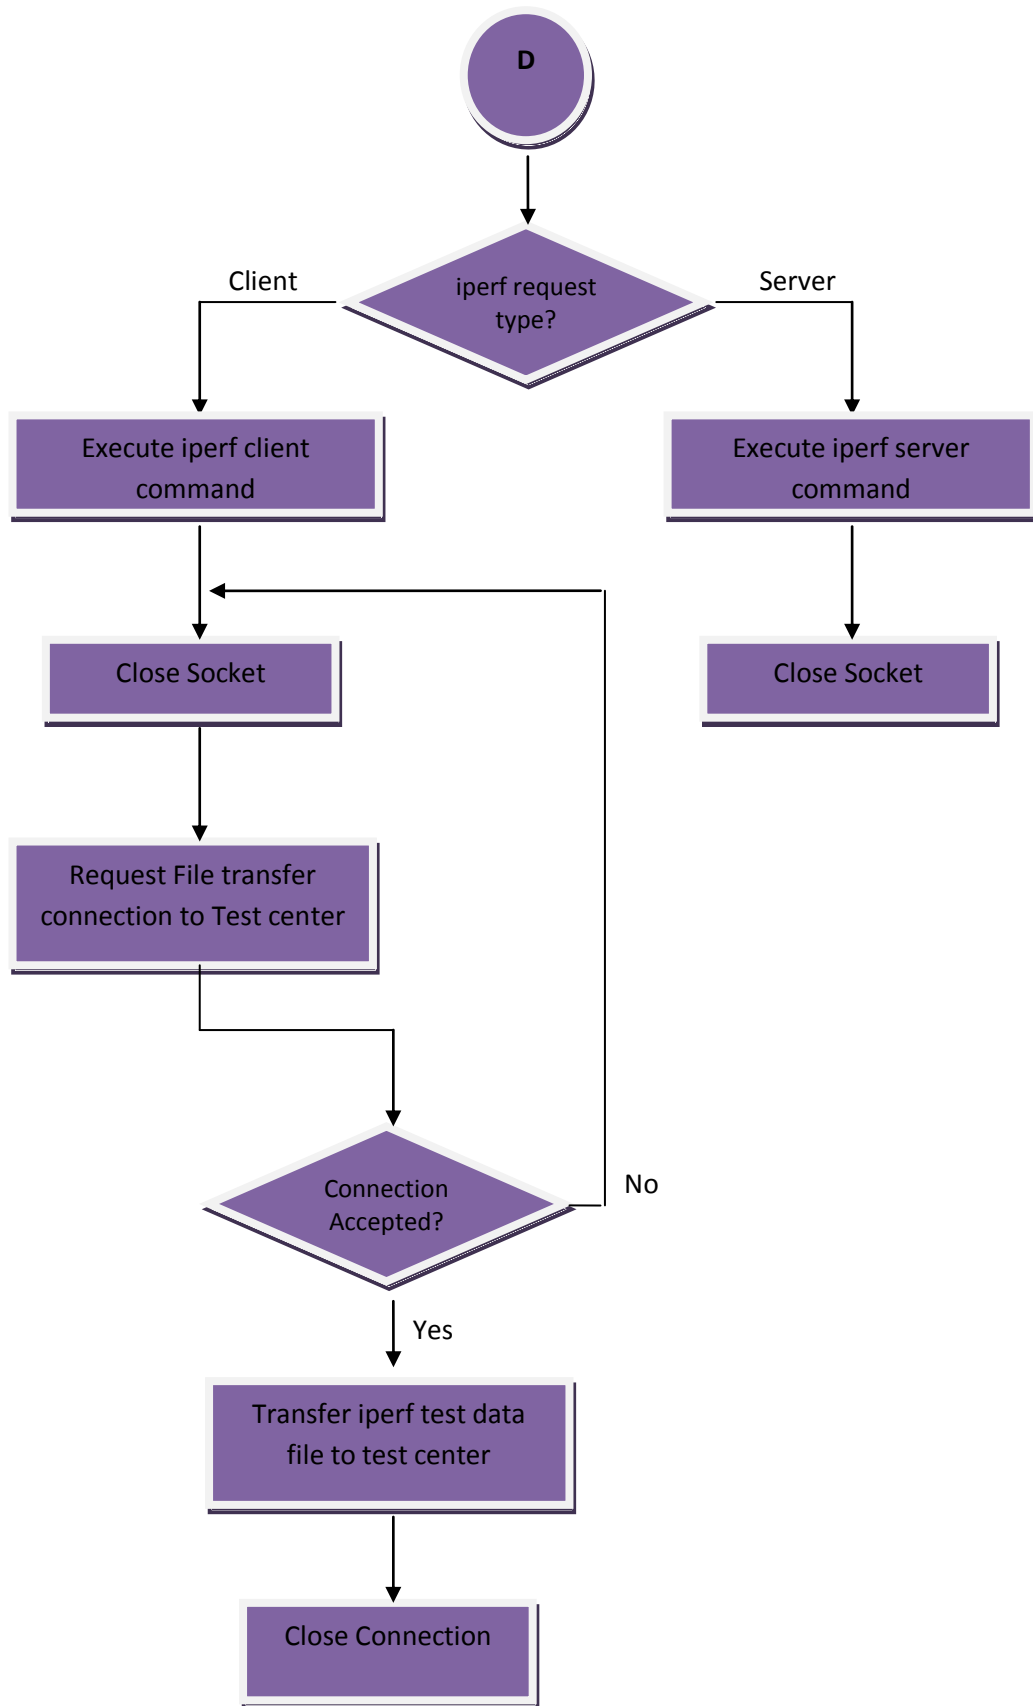 D
iperf request
type?
Client
Server
Execute iperf client
command
Execute iperf server
command
Close Socket
Close Socket
Request File transfer
connection to Test center
Connection
Accepted?
No
Yes
Transfer iperf test data
file to test center
Close Connection